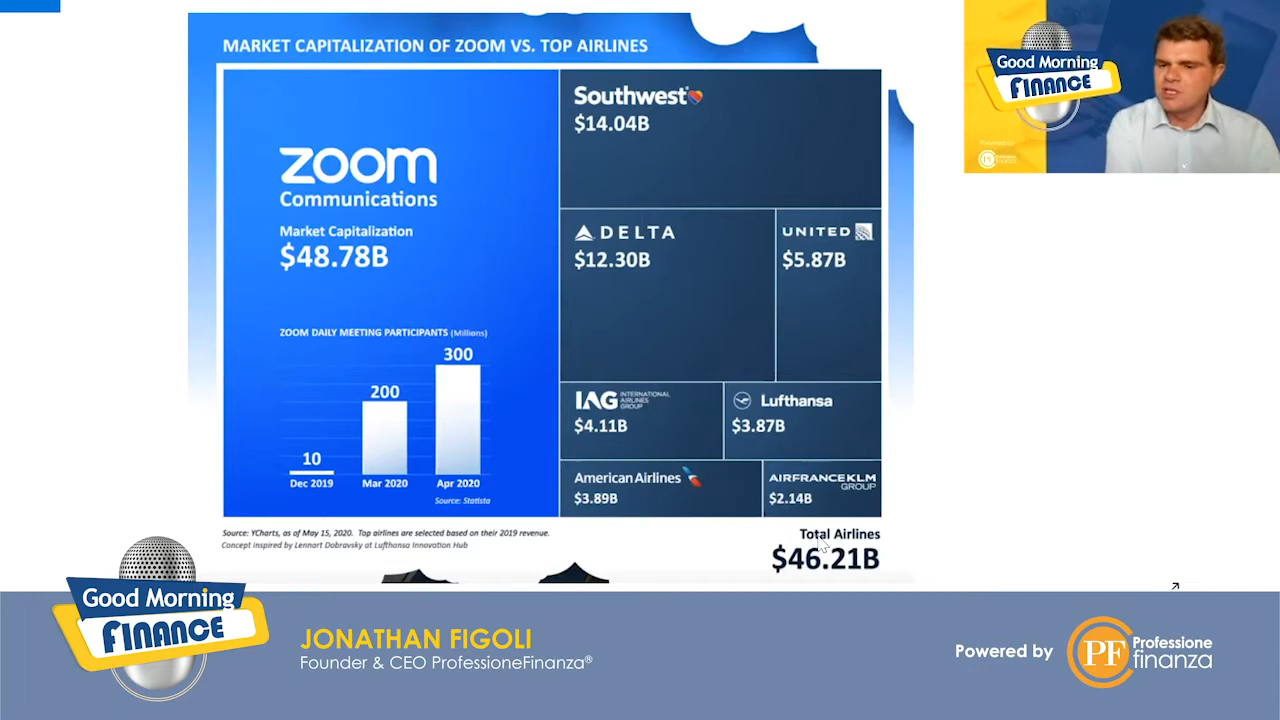 MARKET CAPITALIZATION OF ZOOM VS. TOP AIRLINES
zoom
Communications
Market Capitalization
$48.78B
ZOOM DAILY MEETING PARTICIPANTS (Millions)
300
200
10
Dec 2019
Mar 2020
Apr 2020
Source: Statista
Southwest
$14.04B
DELTA
$12.30B
UNITED
$5.87B
IAG INTERNATIONAL
AIRLINES
GROUP
$4.11B
Lufthansa
$3.87B
American Airlines
$3.89B
AIRFRANCEKLM
GROUP
$2.14B
Source: YCharts, as of May 15, 2020. Top airlines are selected based on their 2019 revenue.
Concept inspired by Lennart Dobravsky at Lufthansa Innovation Hub
Total Airlines
$46.21B
Good Morning
FINANCE
Powered by
PF Professione
finanza
Good Morning
FINANCE
JONATHAN FIGOLI
Founder & CEO ProfessioneFinanza®
Powered by
PF Professione
finanza